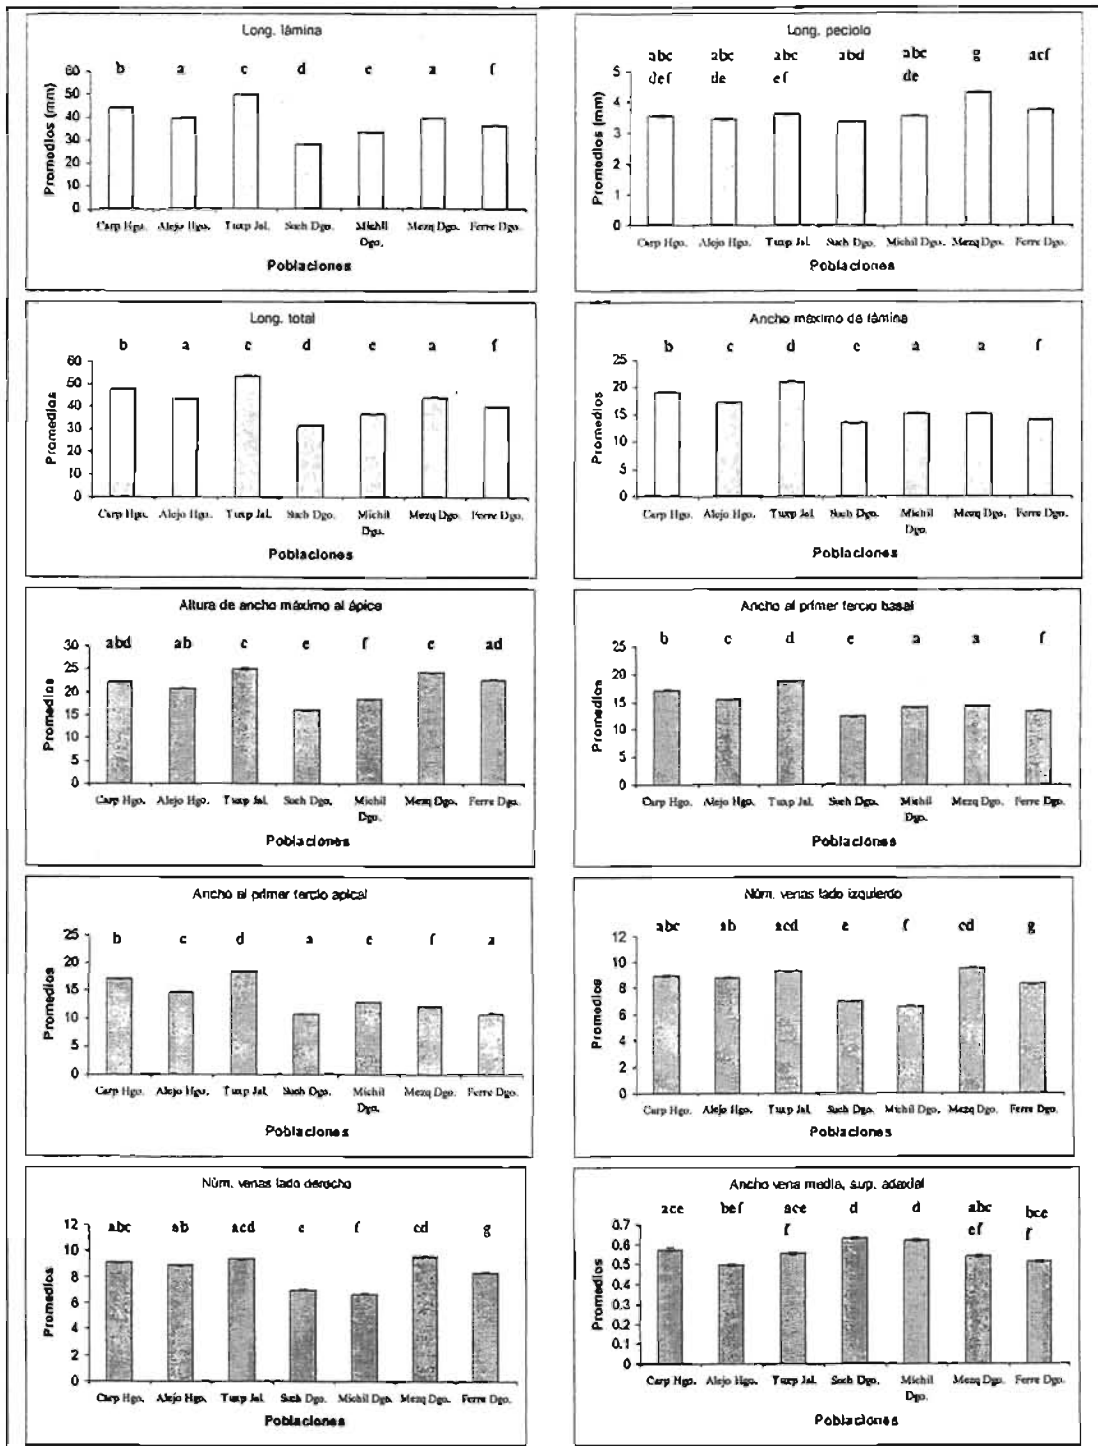 Long. lámina
b a c d e a f
60
50
40
30
20
10
0
Promedios (mm)
Carp Hgo. Alejo Hgo. Tuxp Jal. Such Dgo. Michil Dgo. Mezq Dgo. Ferre Dgo.
Poblaciones
Long. peciolo
abc abc abc abd abc g acf
def de ef de
5
4
3
2
1
0
Promedios (mm)
Carp Hgo. Alejo Hgo. Tuxp Jal. Such Dgo. Michil Dgo. Mezq Dgo. Ferre Dgo.
Poblaciones
Long. total
b a c d e a f
60
50
40
30
20
10
0
Promedios
Carp Hgo. Alejo Hgo. Tuxp Jal. Such Dgo. Michil Dgo. Mezq Dgo. Ferre Dgo.
Poblaciones
Ancho máximo de lámina
b c d e a a f
25
20
15
10
5
0
Promedios
Carp Hgo. Alejo Hgo. Tuxp Jal. Such Dgo. Michil Dgo. Mezq Dgo. Ferre Dgo.
Poblaciones
Altura de ancho máximo al ápice
abd ab c e f c ad
30
25
20
15
10
5
0
Promedios
Carp Hgo. Alejo Hgo. Tuxp Jal. Such Dgo. Michil Dgo. Mezq Dgo. Ferre Dgo.
Poblaciones
Ancho al primer tercio basal
b c d e a a f
25
20
15
10
5
0
Promedios
Carp Hgo. Alejo Hgo. Tuxp Jal. Such Dgo. Michil Dgo. Mezq Dgo. Ferre Dgo.
Poblaciones
Ancho al primer tercio apical
b c d a e f a
25
20
15
10
5
0
Promedios
Carp Hgo. Alejo Hgo. Tuxp Jal. Such Dgo. Michil Dgo. Mezq Dgo. Ferre Dgo.
Poblaciones
Núm. venas lado izquierdo
abc ab acd e f cd g
12
10
8
6
4
2
0
Promedios
Carp Hgo. Alejo Hgo. Tuxp Jal. Such Dgo. Michil Dgo. Mezq Dgo. Ferre Dgo.
Poblaciones
Núm. venas lado derecho
abc ab acd e f cd g
12
10
8
6
4
2
0
Promedios
Carp Hgo. Alejo Hgo. Tuxp Jal. Such Dgo. Michil Dgo. Mezq Dgo. Ferre Dgo.
Poblaciones
Ancho vena media, sup. adaxial
ace bef ace d d abc bce
f ef f
0.7
0.6
0.5
0.4
0.3
0.2
0.1
0
Promedios
Carp Hgo. Alejo Hgo. Tuxp Jal. Such Dgo. Michil Dgo. Mezq Dgo. Ferre Dgo.
Poblaciones